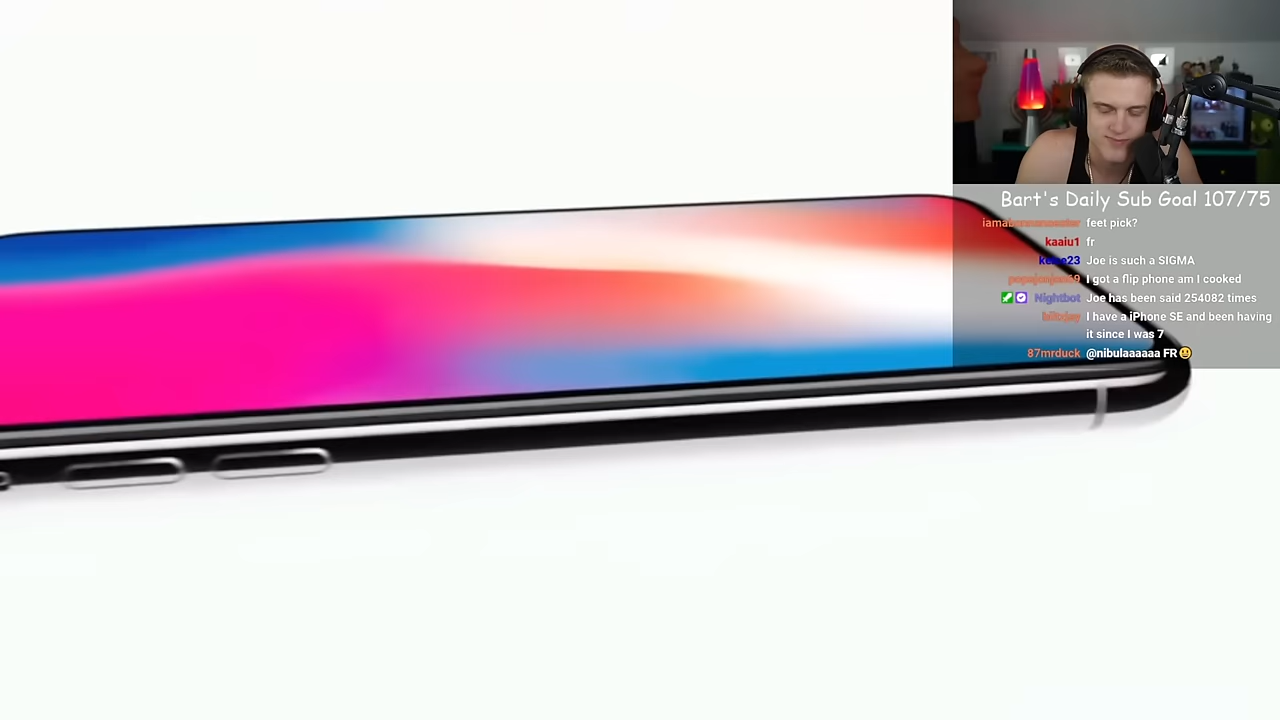 Bart's Daily Sub Goal 107/75
feet pick?
kaaiu1 fr
Joe is such a SIGMA
I got a flip phone am I cooked
Nightbot Joe has been said 254082 times
I have a iPhone SE and been having
it since I was 7
87mrduck @nibulaaaaaa FR